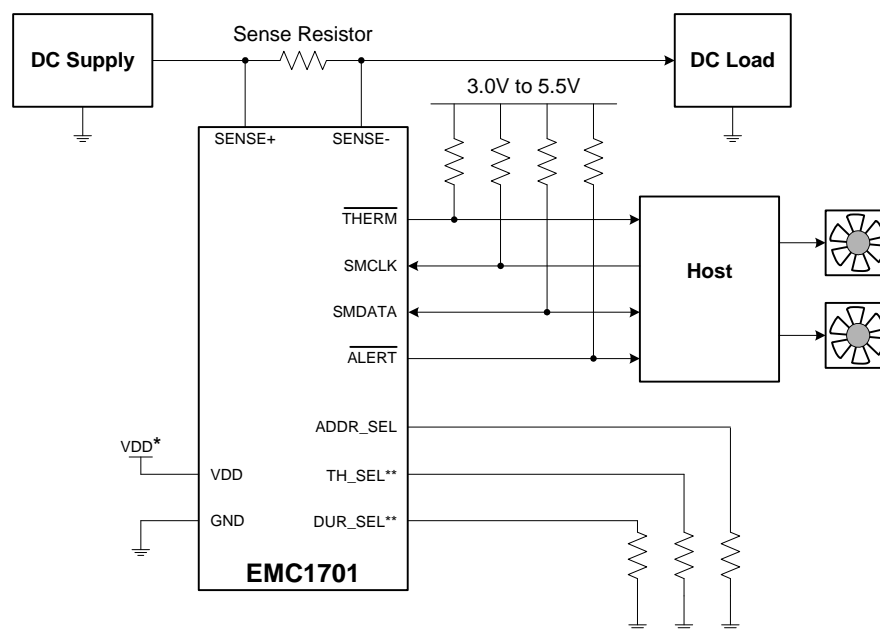 Sense Resistor
DC Supply
DC Load
3.0V to 5.5V
SENSE+
SENSE-
THERM
SMCLK
Host
SMDATA
ALERT
ADDR_SEL
VDD*
VDD
TH_SEL**
GND
DUR_SEL**
EMC1701